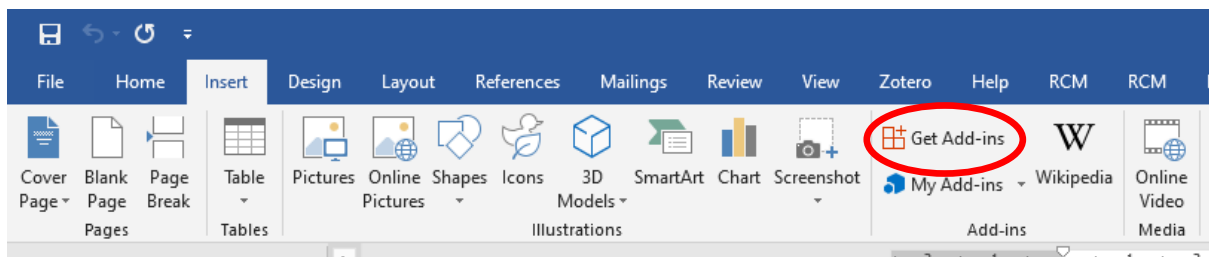 File Home Insert Design Layout References Mailings Review View Zotero Help RCM RCM
Get Add-ins
W
Cover Blank Page Table Pictures Online Shapes Icons 3D SmartArt Chart Screenshot My Add-ins Wikipedia Online
Page Page Break Pictures Models Video
Pages Tables Illustrations Add-ins Media